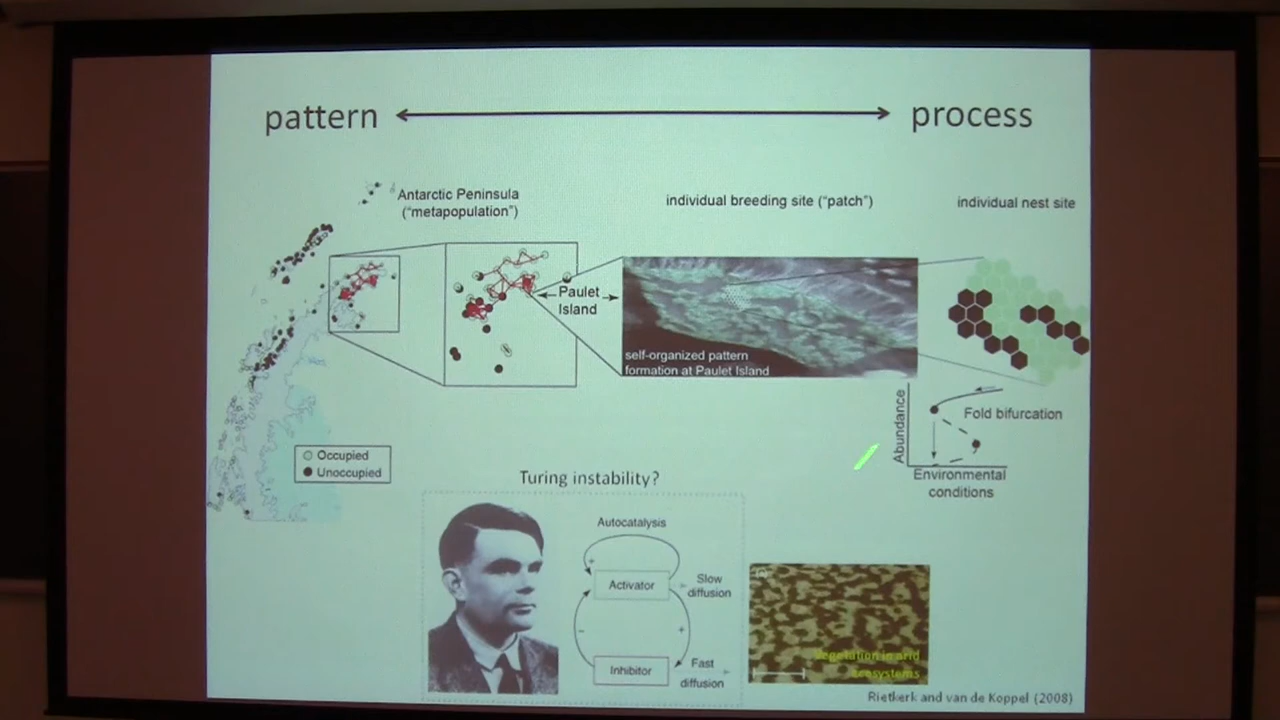 pattern
process
Antarctic Peninsula
("metapopulation")
individual breeding site ("patch")
individual nest site
Paulet
Island
self-organized pattern
formation at Paulet Island
Abundance
Fold bifurcation
Environmental
conditions
Occupied
Unoccupied
Turing instability?
Autocatalysis
+
Activator
Slow
diffusion
–
+
Inhibitor
Fast
diffusion
Vegetation in arid
ecosystems
Rietkerk and van de Koppel (2008)